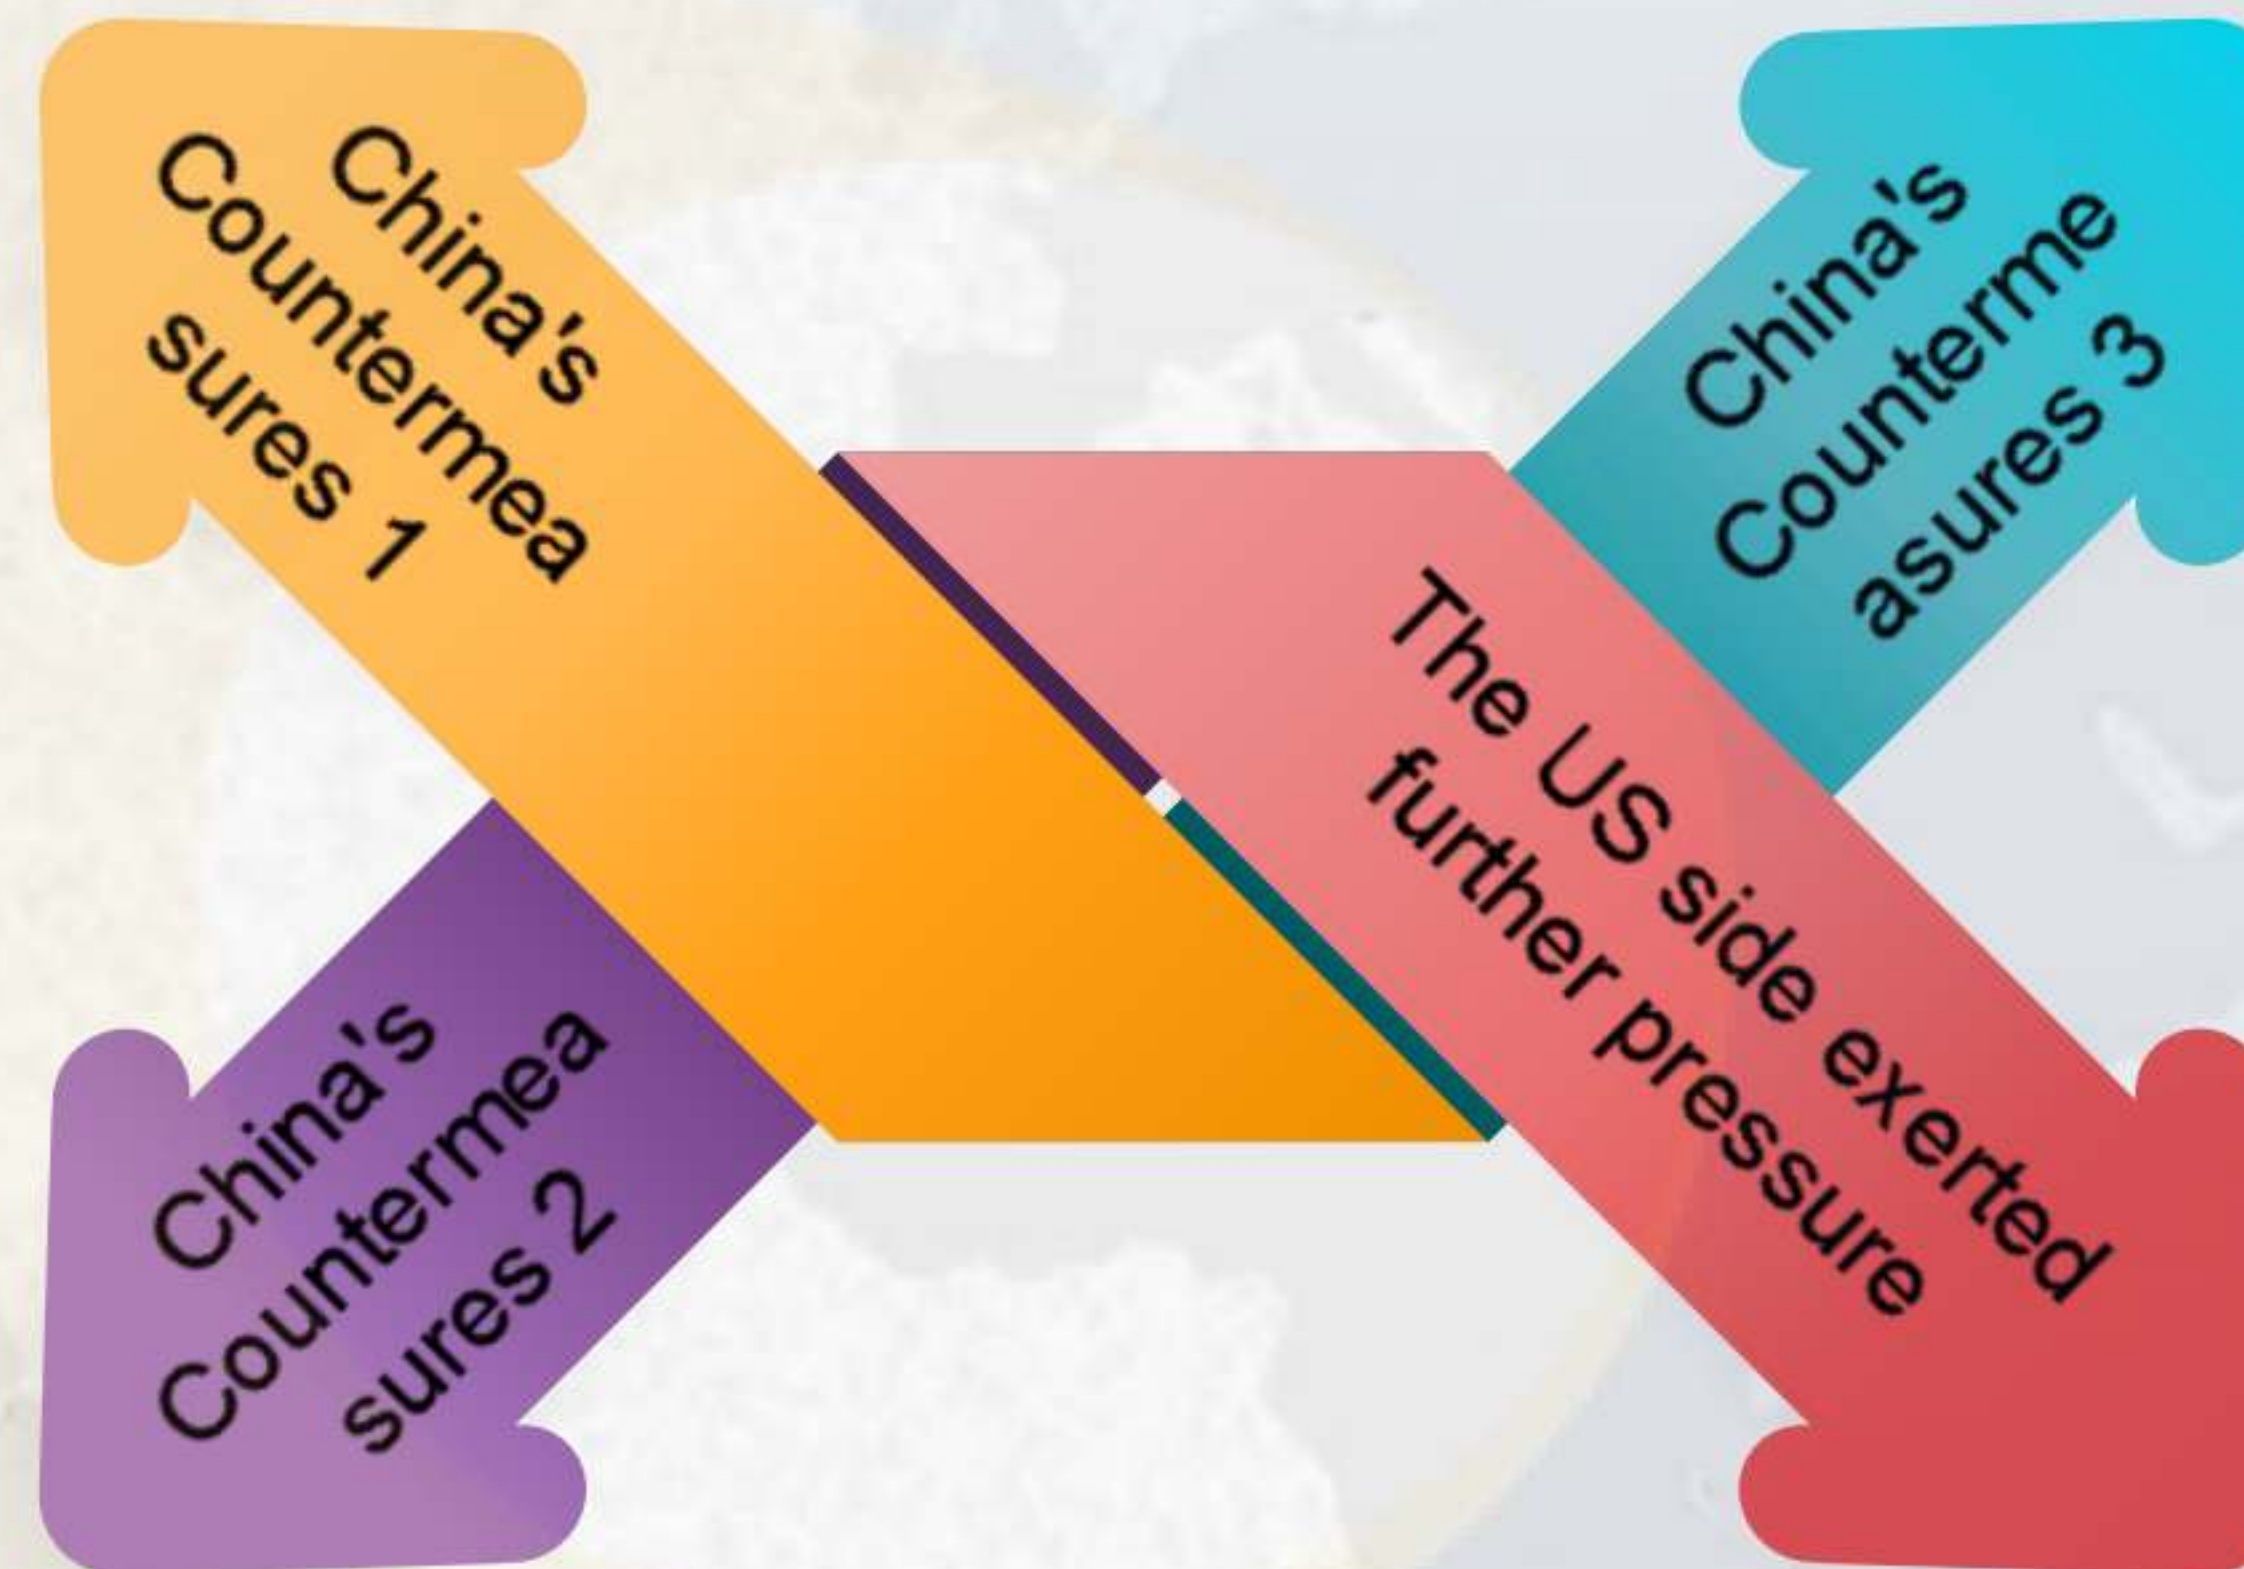 China's
Countermea
sures 1
China's
Counterme
asures 3
The US side exerted
further pressure
China's
Countermea
sures 2